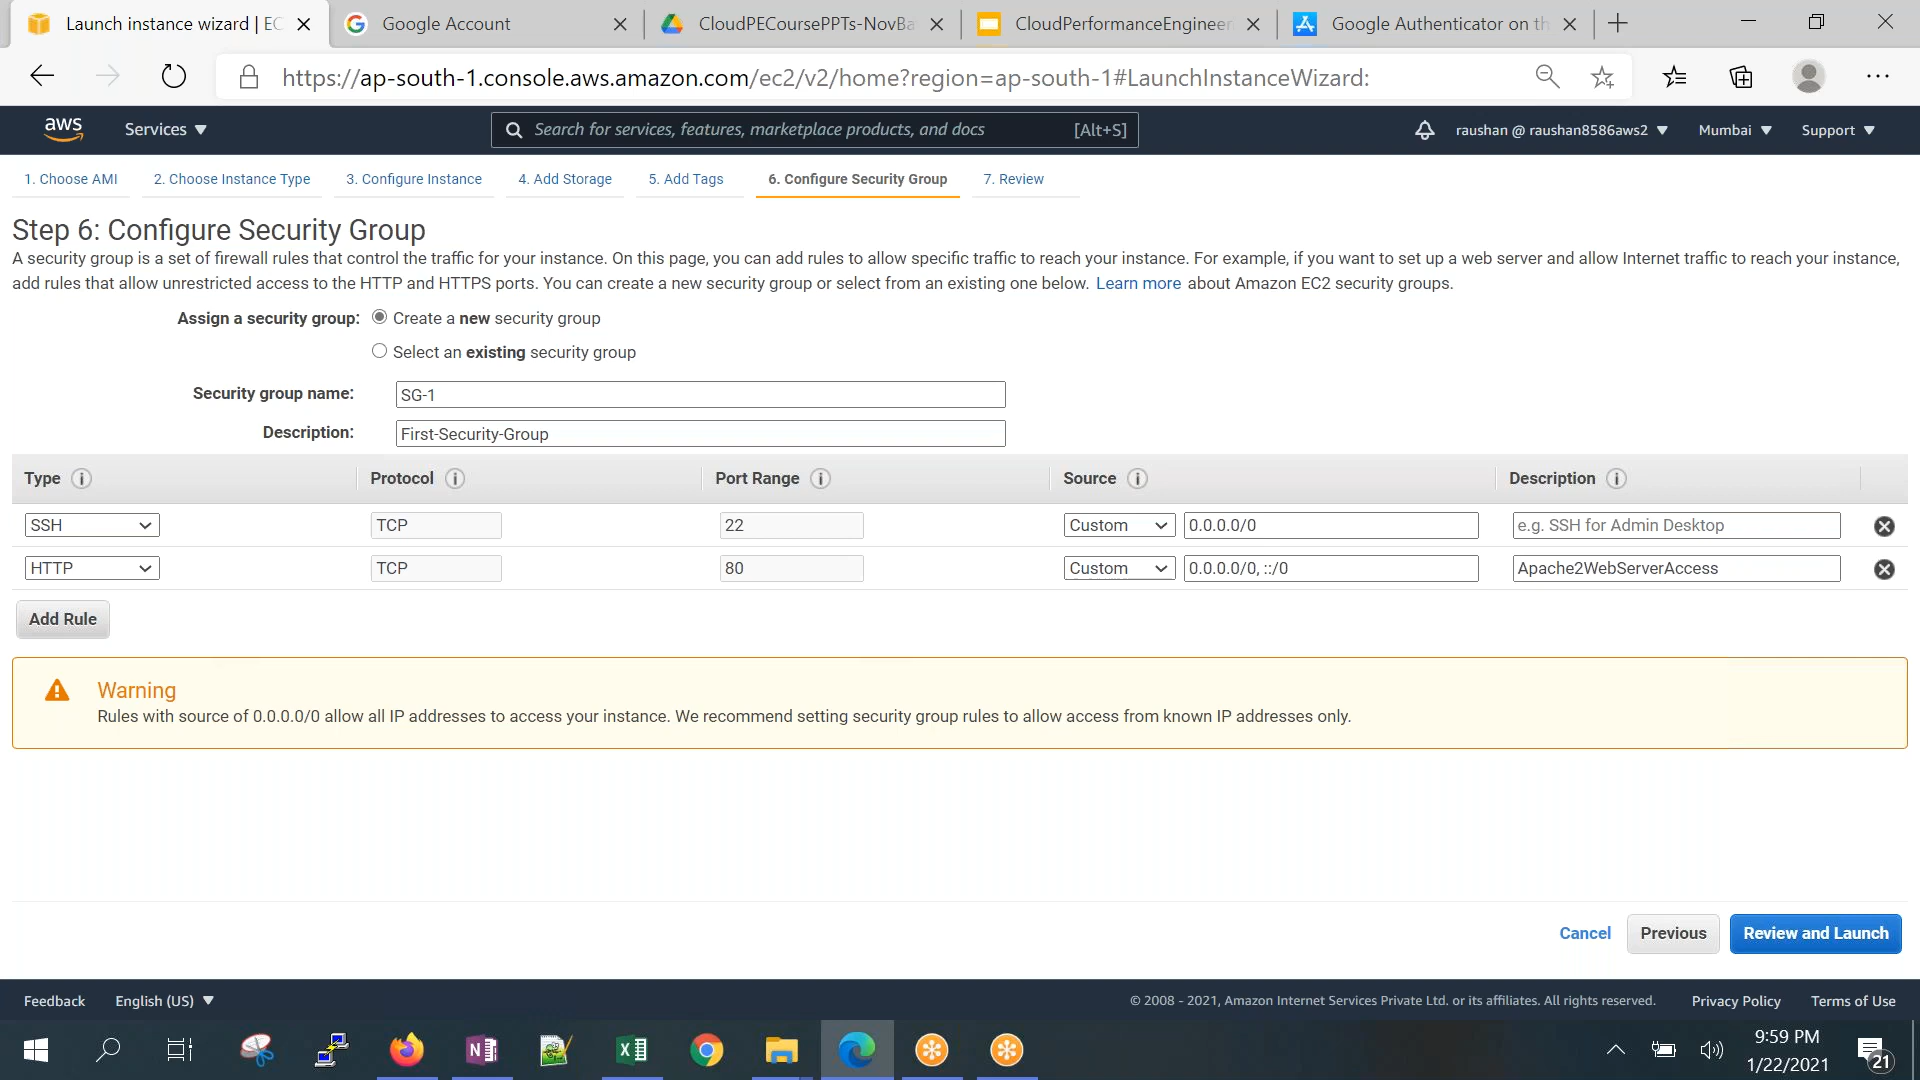 Launch instance wizard | EC
Google Account
CloudPECoursePPTs-NovBa
CloudPerformanceEngineer
Google Authenticator on th
https://ap-south-1.console.aws.amazon.com/ec2/v2/home?region=ap-south-1#LaunchInstanceWizard:
aws
Services
Search for services, features, marketplace products, and docs
[Alt+S]
raushan @ raushan8586aws2
Mumbai
Support
1. Choose AMI
2. Choose Instance Type
3. Configure Instance
4. Add Storage
5. Add Tags
6. Configure Security Group
7. Review
Step 6: Configure Security Group
A security group is a set of firewall rules that control the traffic for your instance. On this page, you can add rules to allow specific traffic to reach your instance. For example, if you want to set up a web server and allow Internet traffic to reach your instance,
add rules that allow unrestricted access to the HTTP and HTTPS ports. You can create a new security group or select from an existing one below. Learn more about Amazon EC2 security groups.
Assign a security group: Create a new security group
Select an existing security group
Security group name: SG-1
Description: First-Security-Group
Type i Protocol i Port Range i Source i Description i
SSH TCP 22 Custom 0.0.0.0/0 e.g. SSH for Admin Desktop
HTTP TCP 80 Custom 0.0.0.0/0, ::/0 Apache2WebServerAccess
Add Rule
Warning
Rules with source of 0.0.0.0/0 allow all IP addresses to access your instance. We recommend setting security group rules to allow access from known IP addresses only.
Cancel
Previous
Review and Launch
Feedback
English (US)
© 2008 - 2021, Amazon Internet Services Private Ltd. or its affiliates. All rights reserved.
Privacy Policy
Terms of Use
9:59 PM
1/22/2021
21